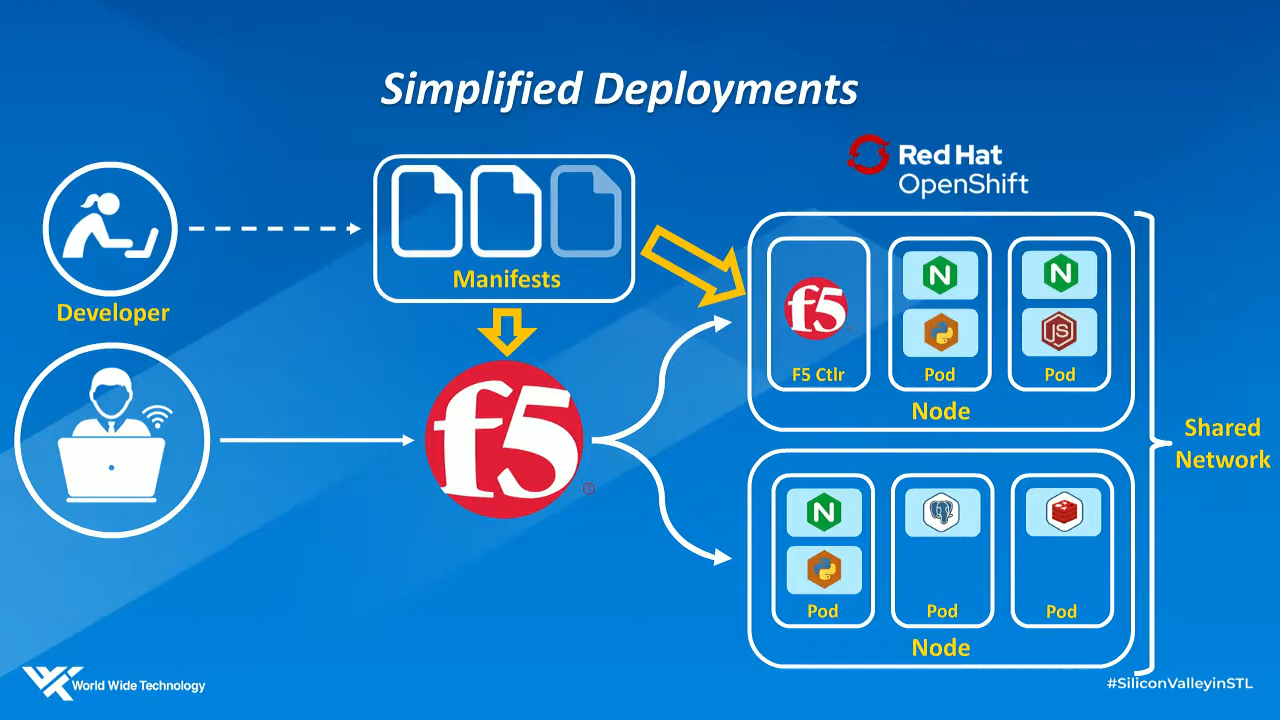 Simplified Deployments
Red Hat
OpenShift
Developer
Manifests
f5
®
f5
F5 Ctlr
N
Pod
N
JS
Pod
Node
N
Pod
Pod
Pod
Node
Shared
Network
World Wide Technology
#SiliconValleyinSTL